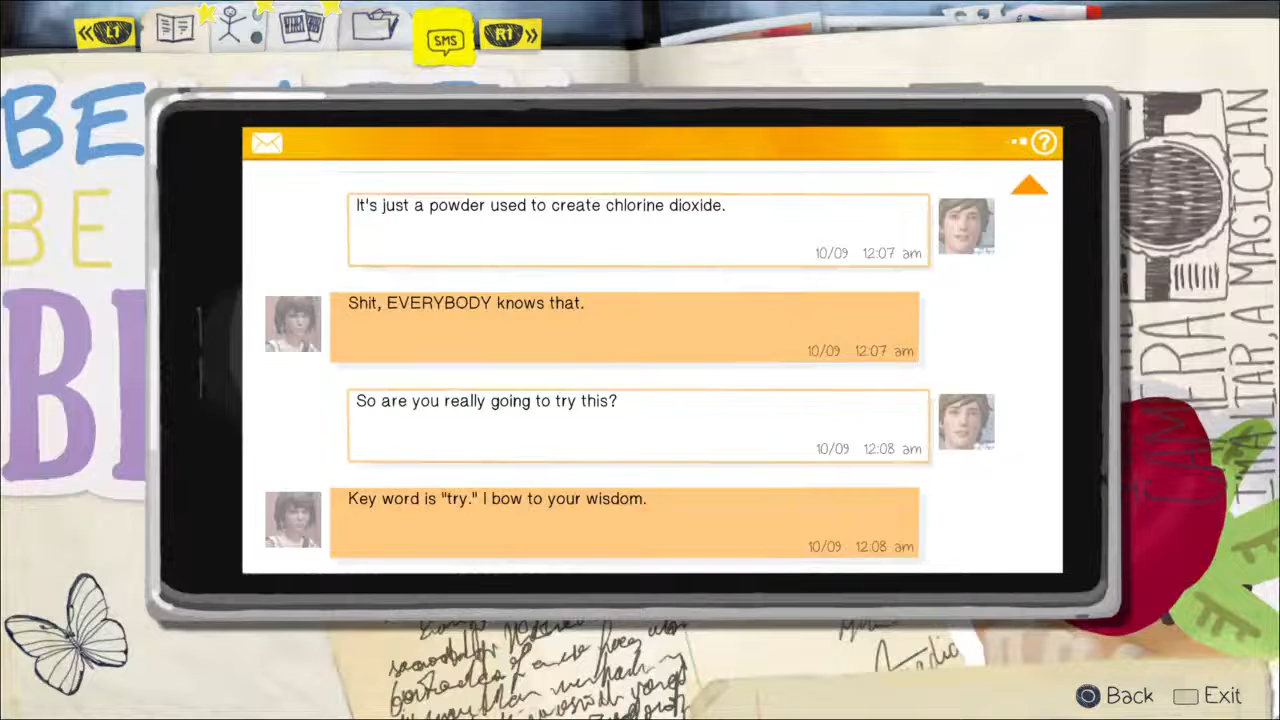 L1
SMS
R1
?
It's just a powder used to create chlorine dioxide.
10/09 12:07 am
Shit, EVERYBODY knows that.
10/09 12:07 am
So are you really going to try this?
10/09 12:08 am
Key word is "try." I bow to your wisdom.
10/09 12:08 am
BE
BE
B
CAMERA
I'M A LIAR, A MAGICIAN
Back
Exit